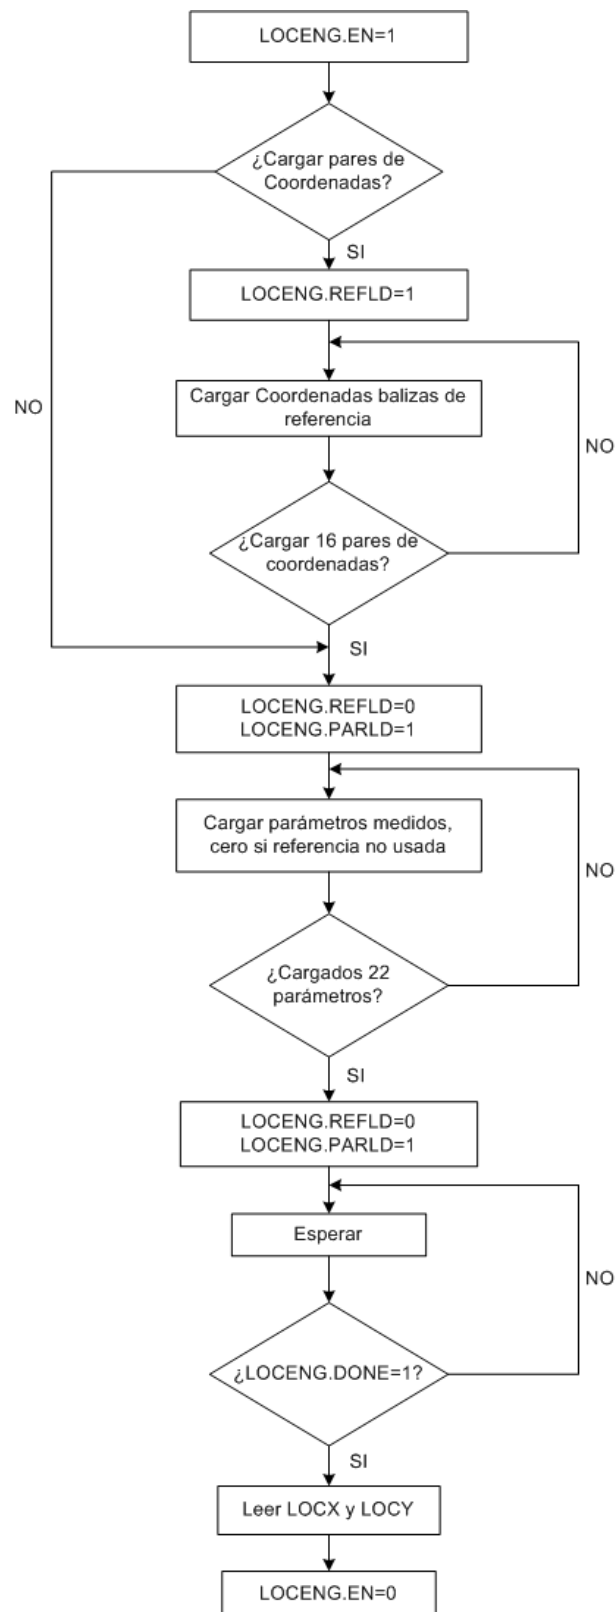 LOCENG.EN=1
¿Cargar pares de
Coordenadas?
SI
LOCENG.REFLD=1
NO
Cargar Coordenadas balizas de
referencia
NO
¿Cargar 16 pares de
coordenadas?
SI
LOCENG.REFLD=0
LOCENG.PARLD=1
Cargar parámetros medidos,
cero si referencia no usada
NO
¿Cargados 22
parámetros?
SI
LOCENG.REFLD=0
LOCENG.PARLD=1
Esperar
NO
¿LOCENG.DONE=1?
SI
Leer LOCX y LOCY
LOCENG.EN=0